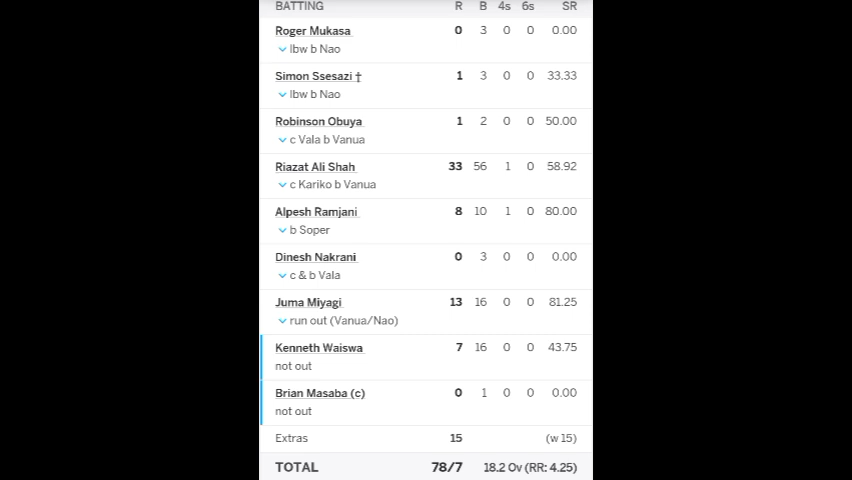 BATTING R B 4s 6s SR
Roger Mukasa 0 3 0 0 0.00
lbw b Nao
Simon Ssesazi † 1 3 0 0 33.33
lbw b Nao
Robinson Obuya 1 2 0 0 50.00
c Vala b Vanua
Riazat Ali Shah 33 56 1 0 58.92
c Kariko b Vanua
Alpesh Ramjani 8 10 1 0 80.00
b Soper
Dinesh Nakrani 0 3 0 0 0.00
c & b Vala
Juma Miyagi 13 16 0 0 81.25
run out (Vanua/Nao)
Kenneth Waiswa 7 16 0 0 43.75
not out
Brian Masaba (c) 0 1 0 0 0.00
not out
Extras 15 (w 15)
TOTAL 78/7 18.2 Ov (RR: 4.25)